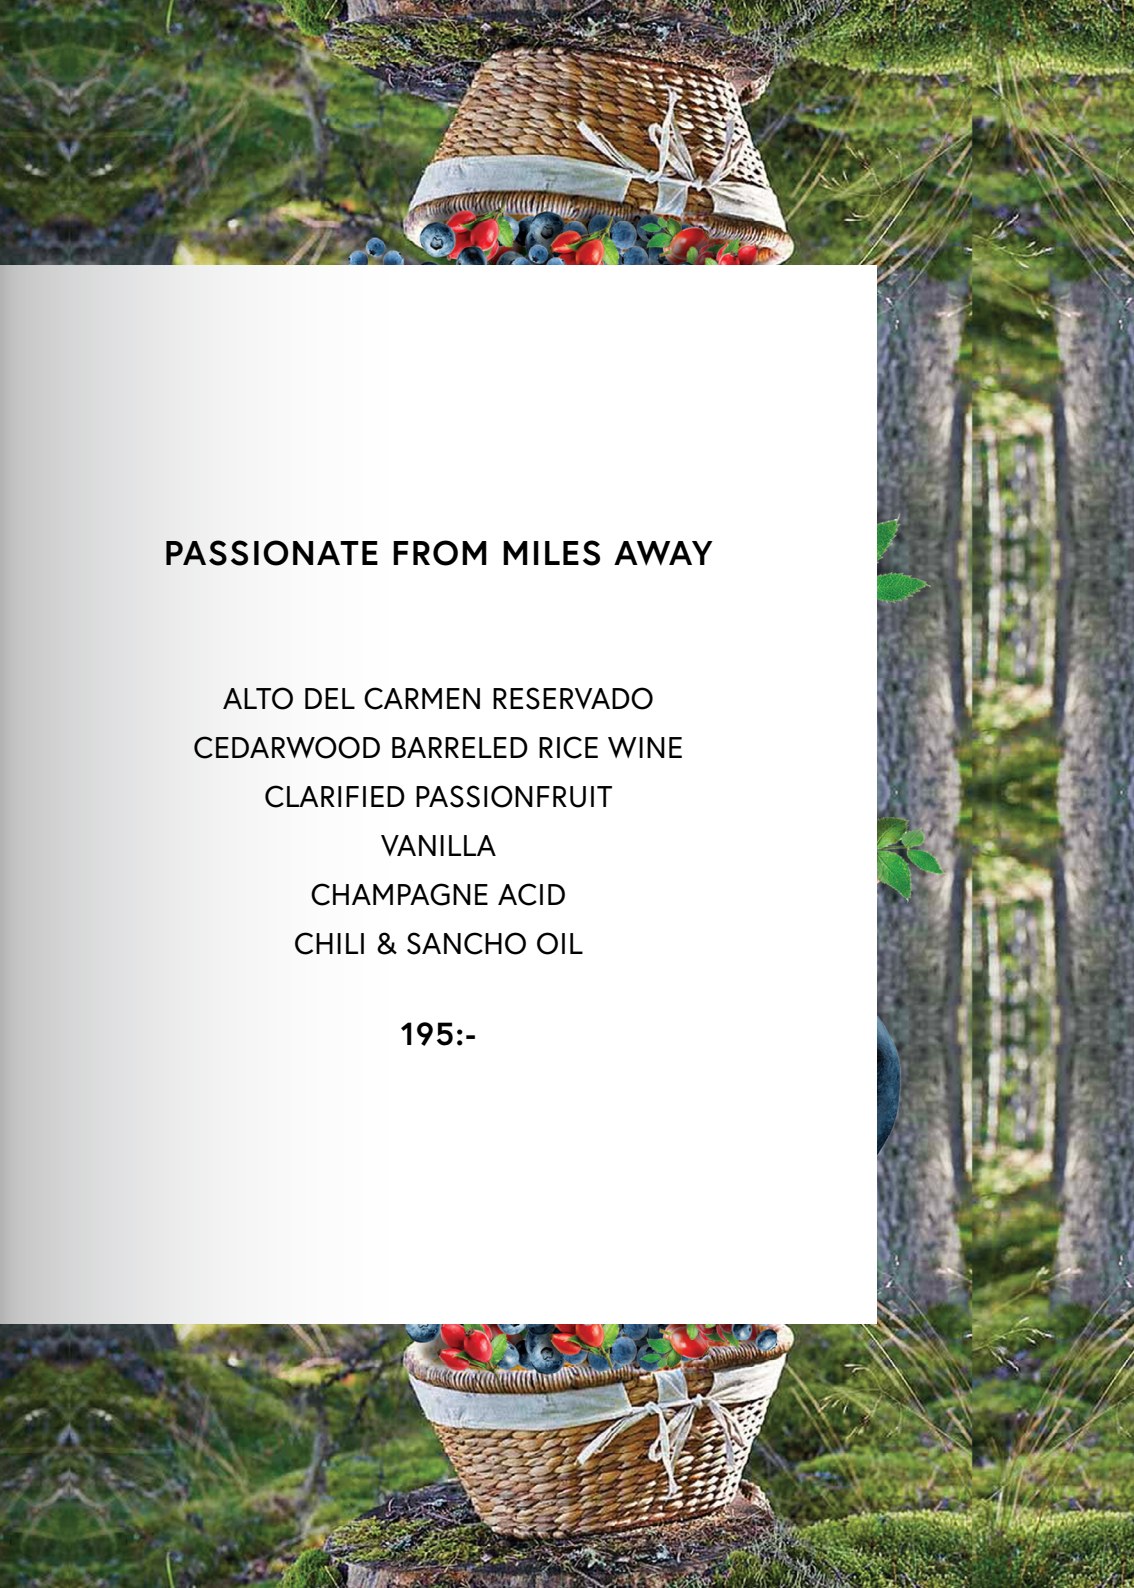 PASSIONATE FROM MILES AWAY
ALTO DEL CARMEN RESERVADO
CEDARWOOD BARRELED RICE WINE
CLARIFIED PASSIONFRUIT
VANILLA
CHAMPAGNE ACID
CHILI & SANCHO OIL
195:-